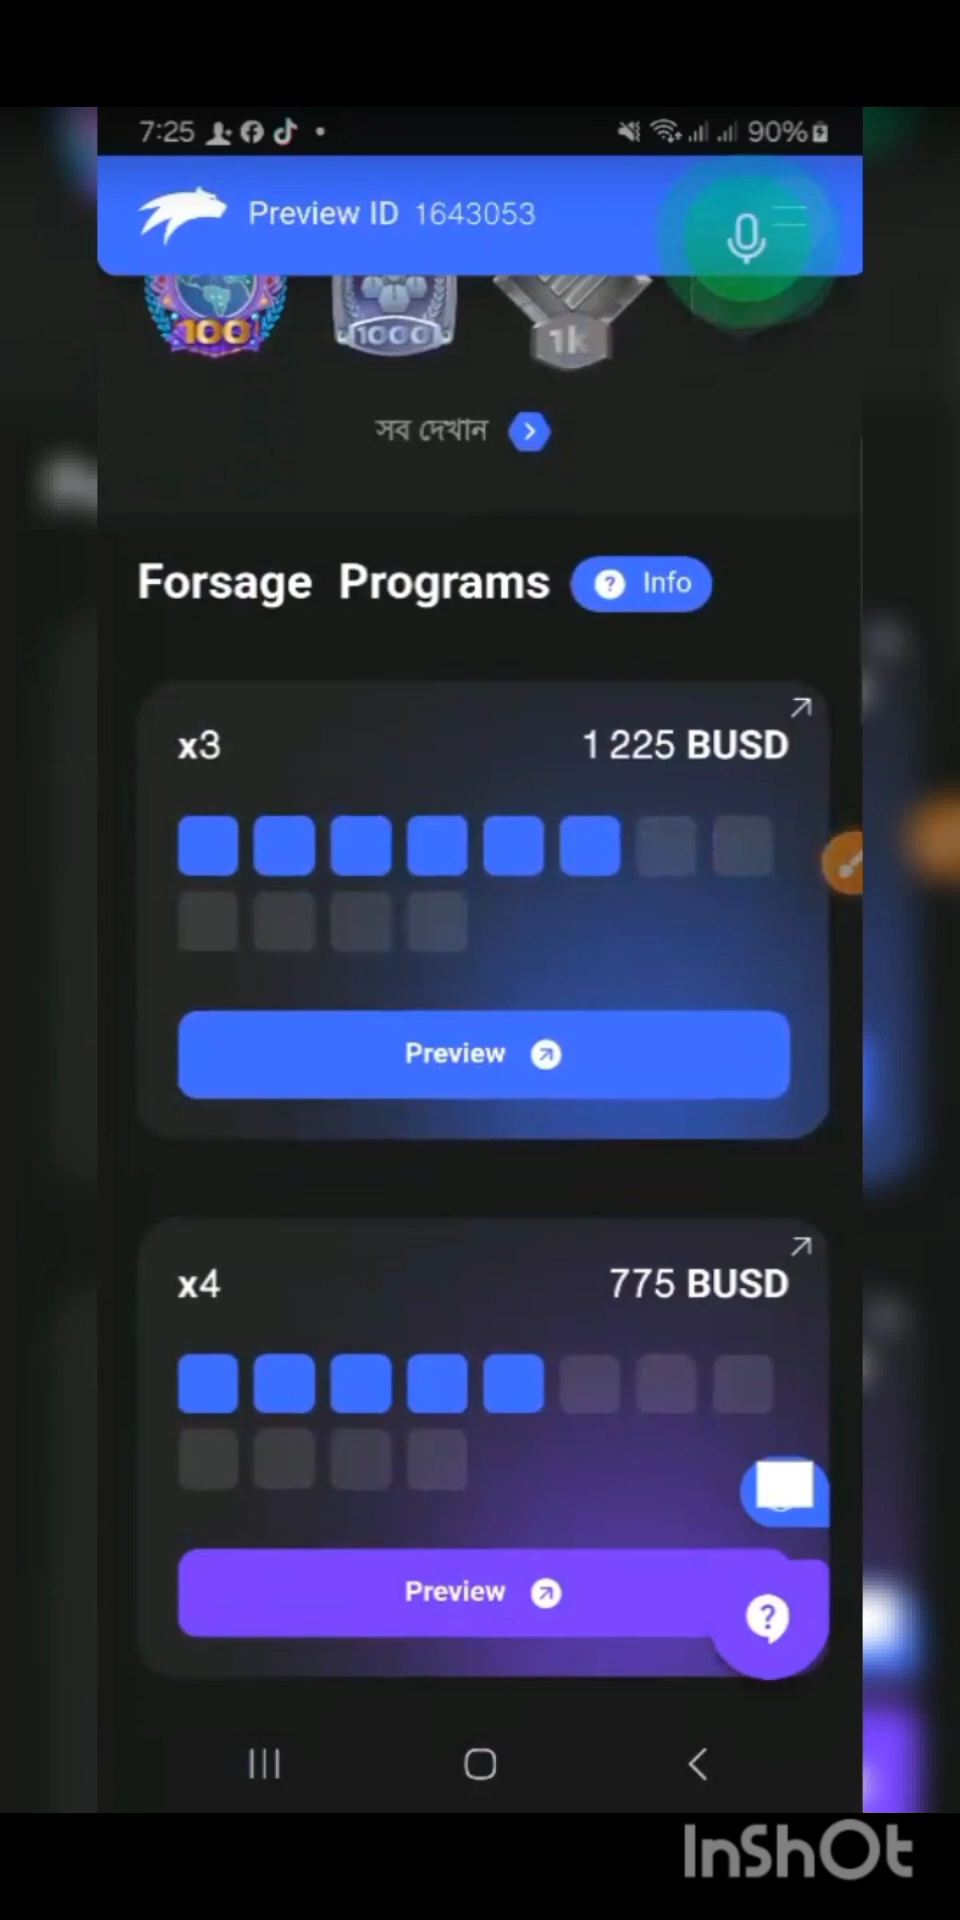 7:25 90%
Preview ID 1643053
100 1000 1k
সব দেখান
Forsage Programs ? Info
x3 1 225 BUSD
Preview
x4 775 BUSD
Preview
?
InShOt